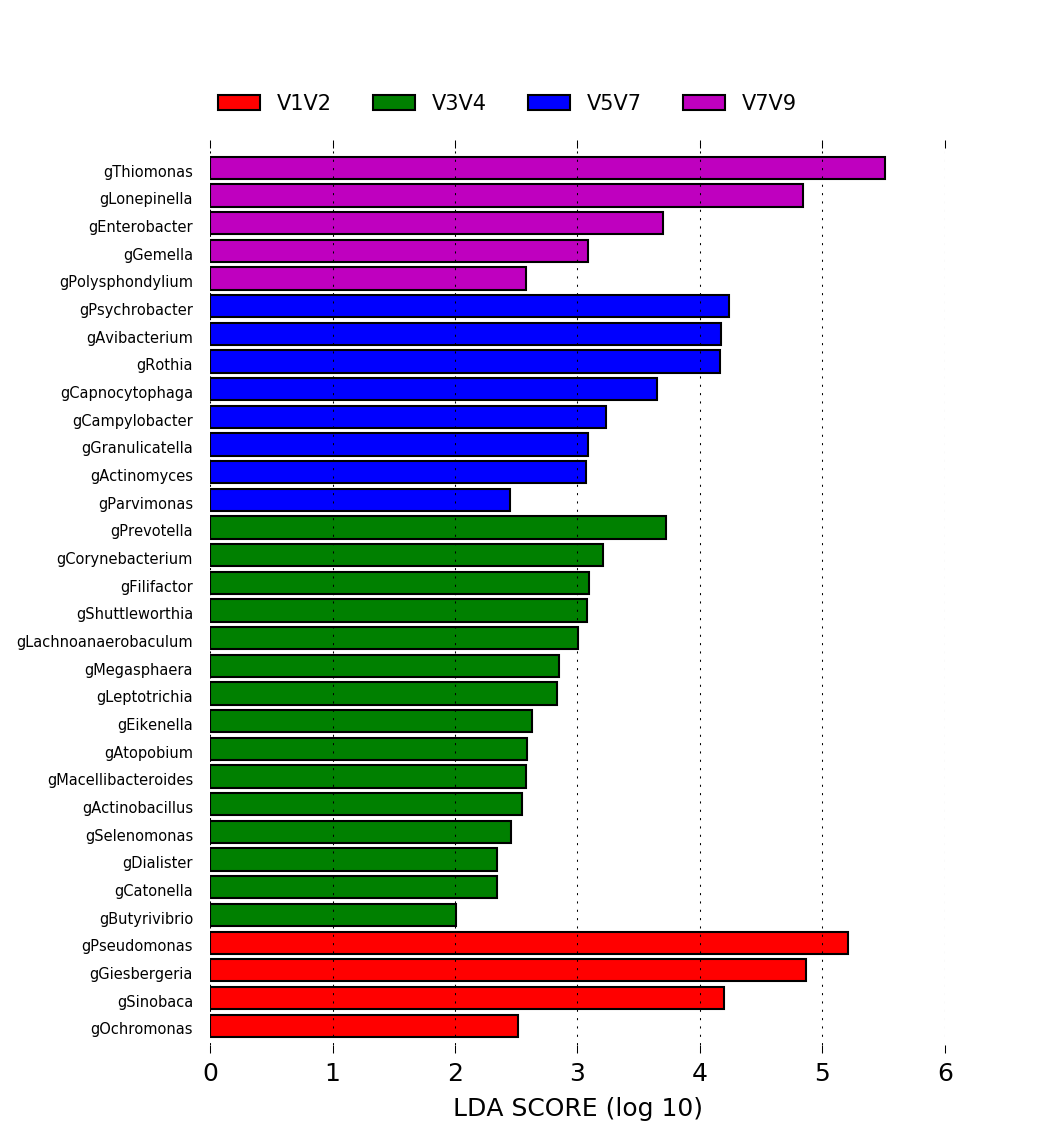 V1V2 V3V4 V5V7 V7V9
gThiomonas
gLonepinella
gEnterobacter
gGemella
gPolysphondylium
gPsychrobacter
gAvibacterium
gRothia
gCapnocytophaga
gCampylobacter
gGranulicatella
gActinomyces
gParvimonas
gPrevotella
gCorynebacterium
gFilifactor
gShuttleworthia
gLachnoanaerobaculum
gMegasphaera
gLeptotrichia
gEikenella
gAtopobium
gMacellibacteroides
gActinobacillus
gSelenomonas
gDialister
gCatonella
gButyrivibrio
gPseudomonas
gGiesbergeria
gSinobaca
gOchromonas
0 1 2 3 4 5 6
LDA SCORE (log 10)